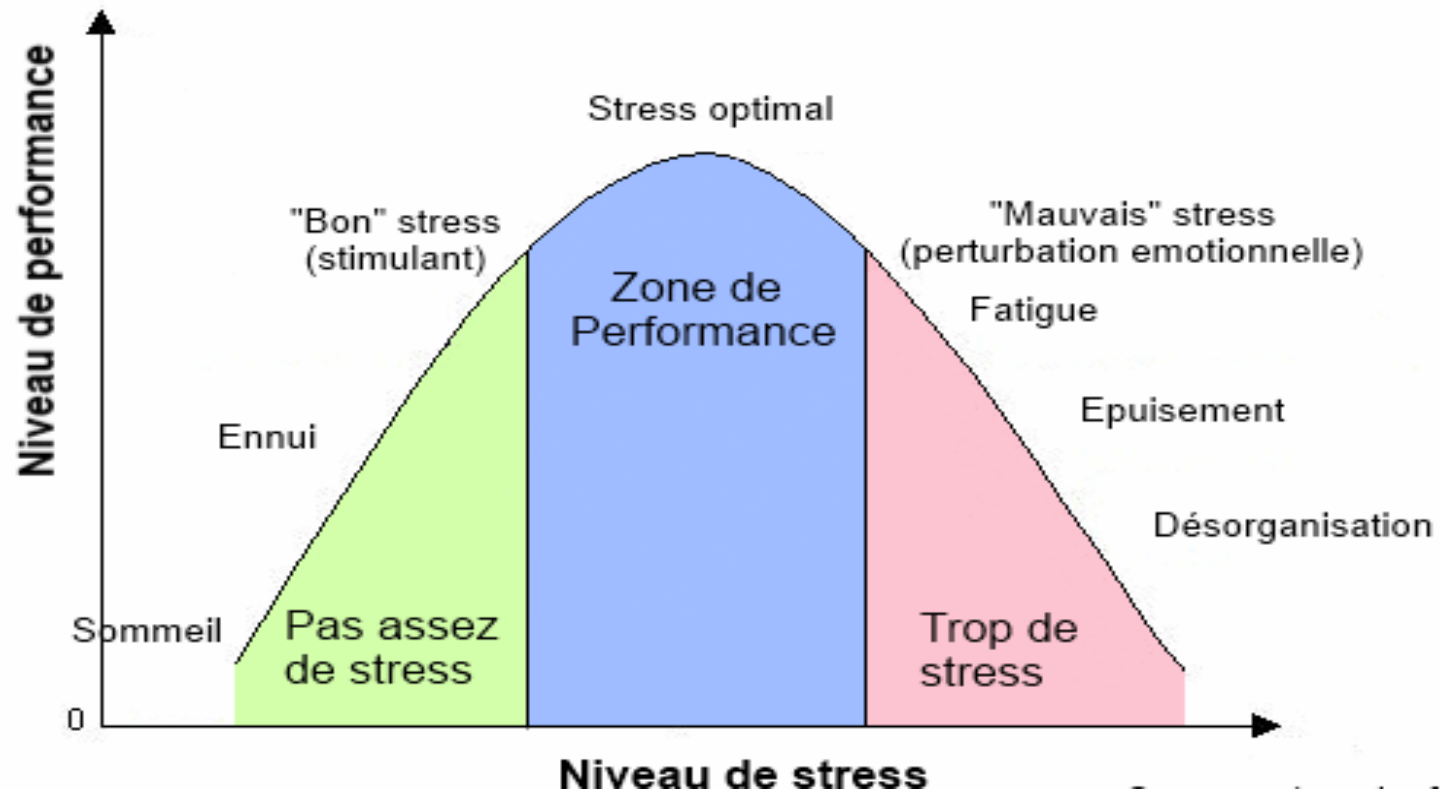 Niveau de performance
Stress optimal
"Bon" stress
(stimulant)
"Mauvais" stress
(perturbation emotionnelle)
Zone de
Performance
Fatigue
Epuisement
Ennui
Désorganisation
Sommeil
Pas assez
de stress
Trop de
stress
0
Niveau de stress